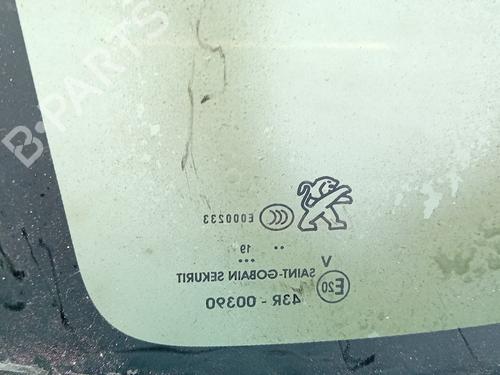 B-PARTS
E000233
19
V
SAINT-GOBAIN SEKURIT
E20
43R - 00390